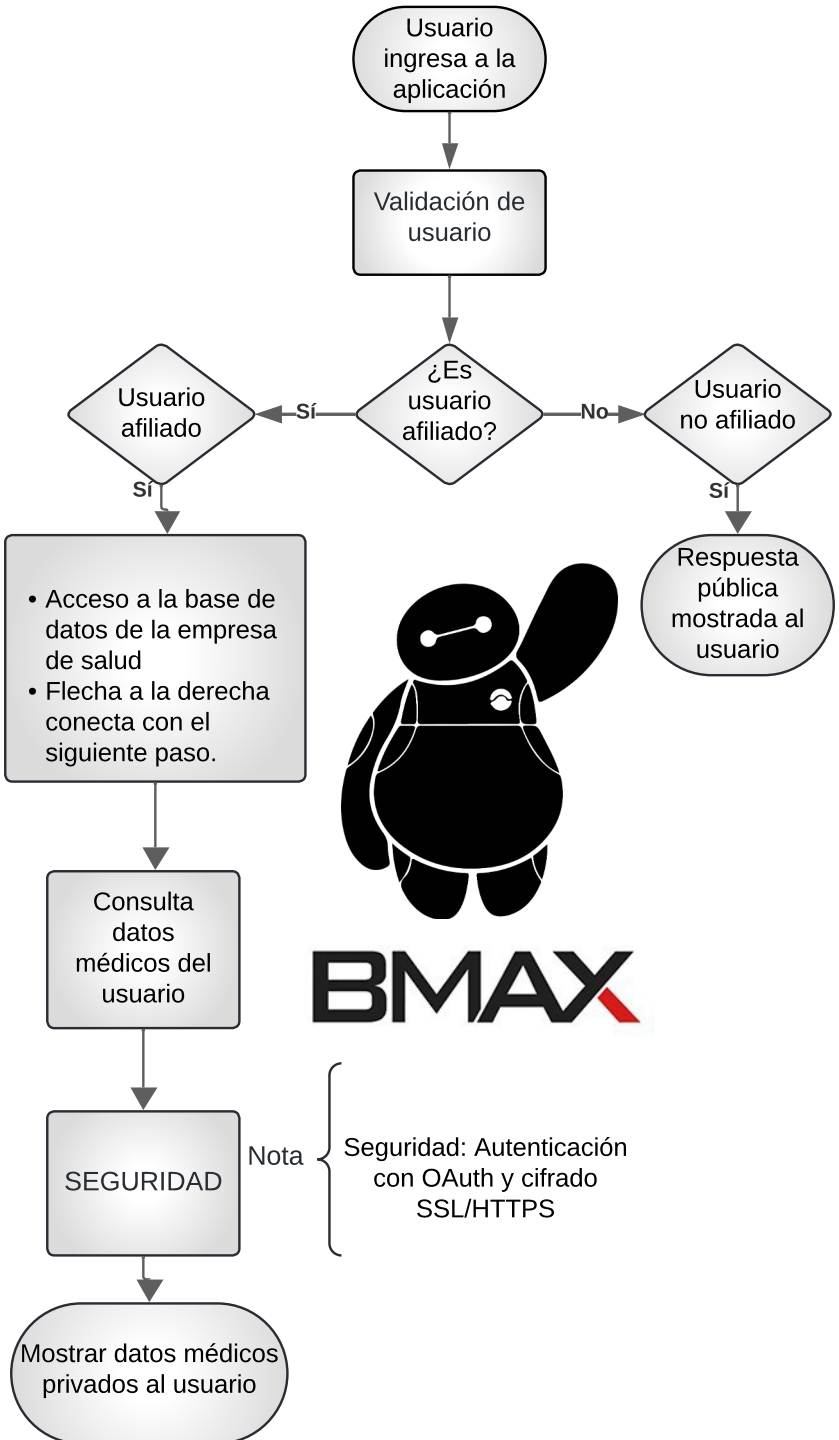 Usuario
ingresa a la
aplicación
Validación de
usuario
¿Es
usuario
afiliado?
Sí
No
Usuario
afiliado
Usuario
no afiliado
Sí
Sí
• Acceso a la base de
datos de la empresa
de salud
• Flecha a la derecha
conecta con el
siguiente paso.
Respuesta
pública
mostrada al
usuario
Consulta
datos
médicos del
usuario
BMAX
SEGURIDAD
Nota
Seguridad: Autenticación
con OAuth y cifrado
SSL/HTTPS
Mostrar datos médicos
privados al usuario